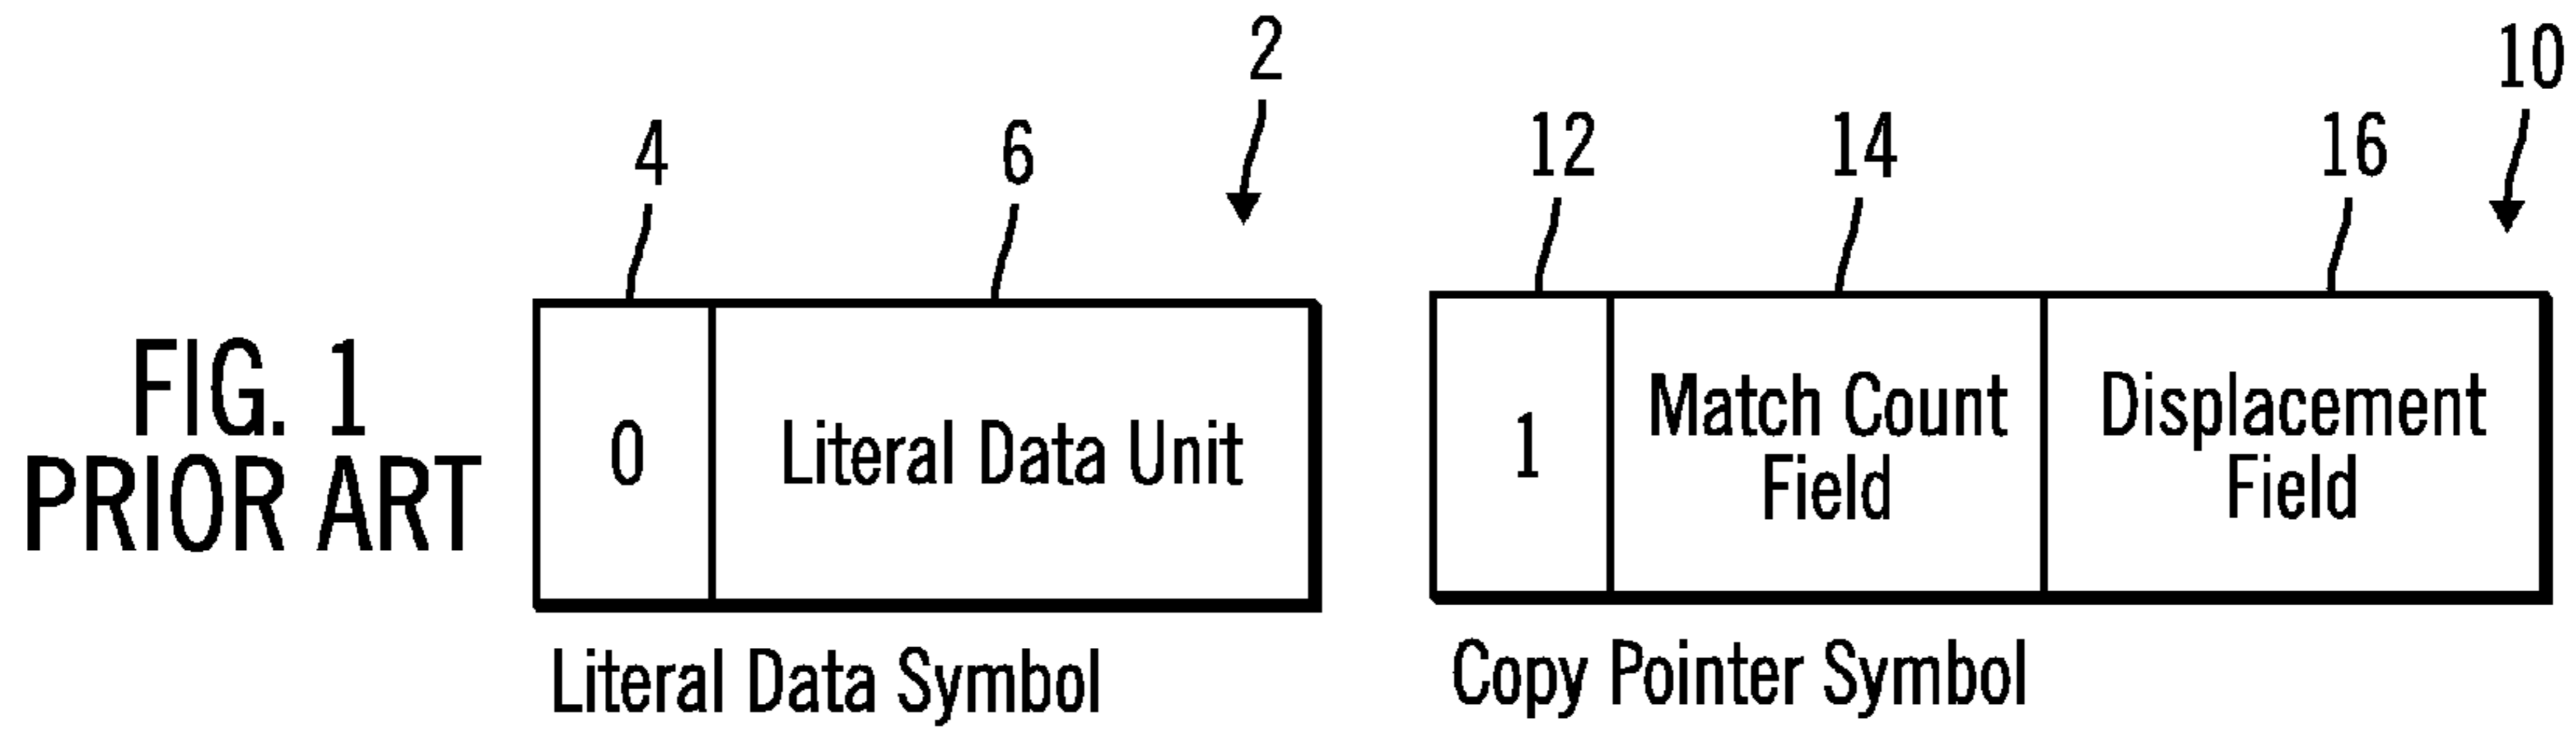 2
10
4
6
12
14
16
FIG. 1
PRIOR ART
0
Literal Data Unit
1
Match Count
Field
Displacement
Field
Literal Data Symbol
Copy Pointer Symbol